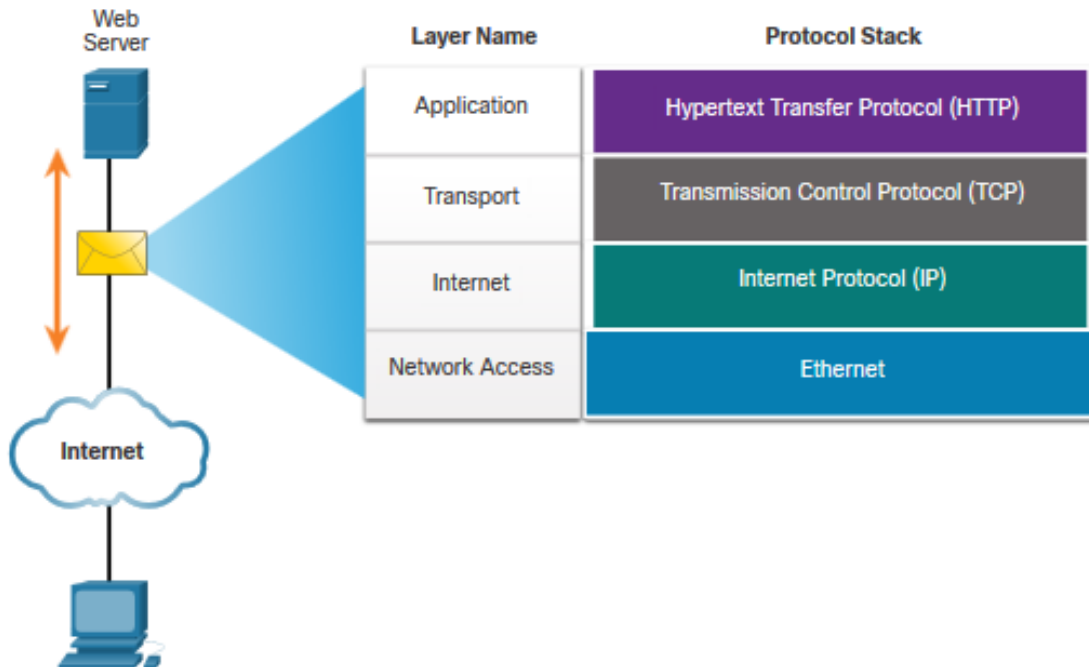 Web
Server
Layer Name
Protocol Stack
Application
Hypertext Transfer Protocol (HTTP)
Transport
Transmission Control Protocol (TCP)
Internet
Internet Protocol (IP)
Network Access
Ethernet
Internet